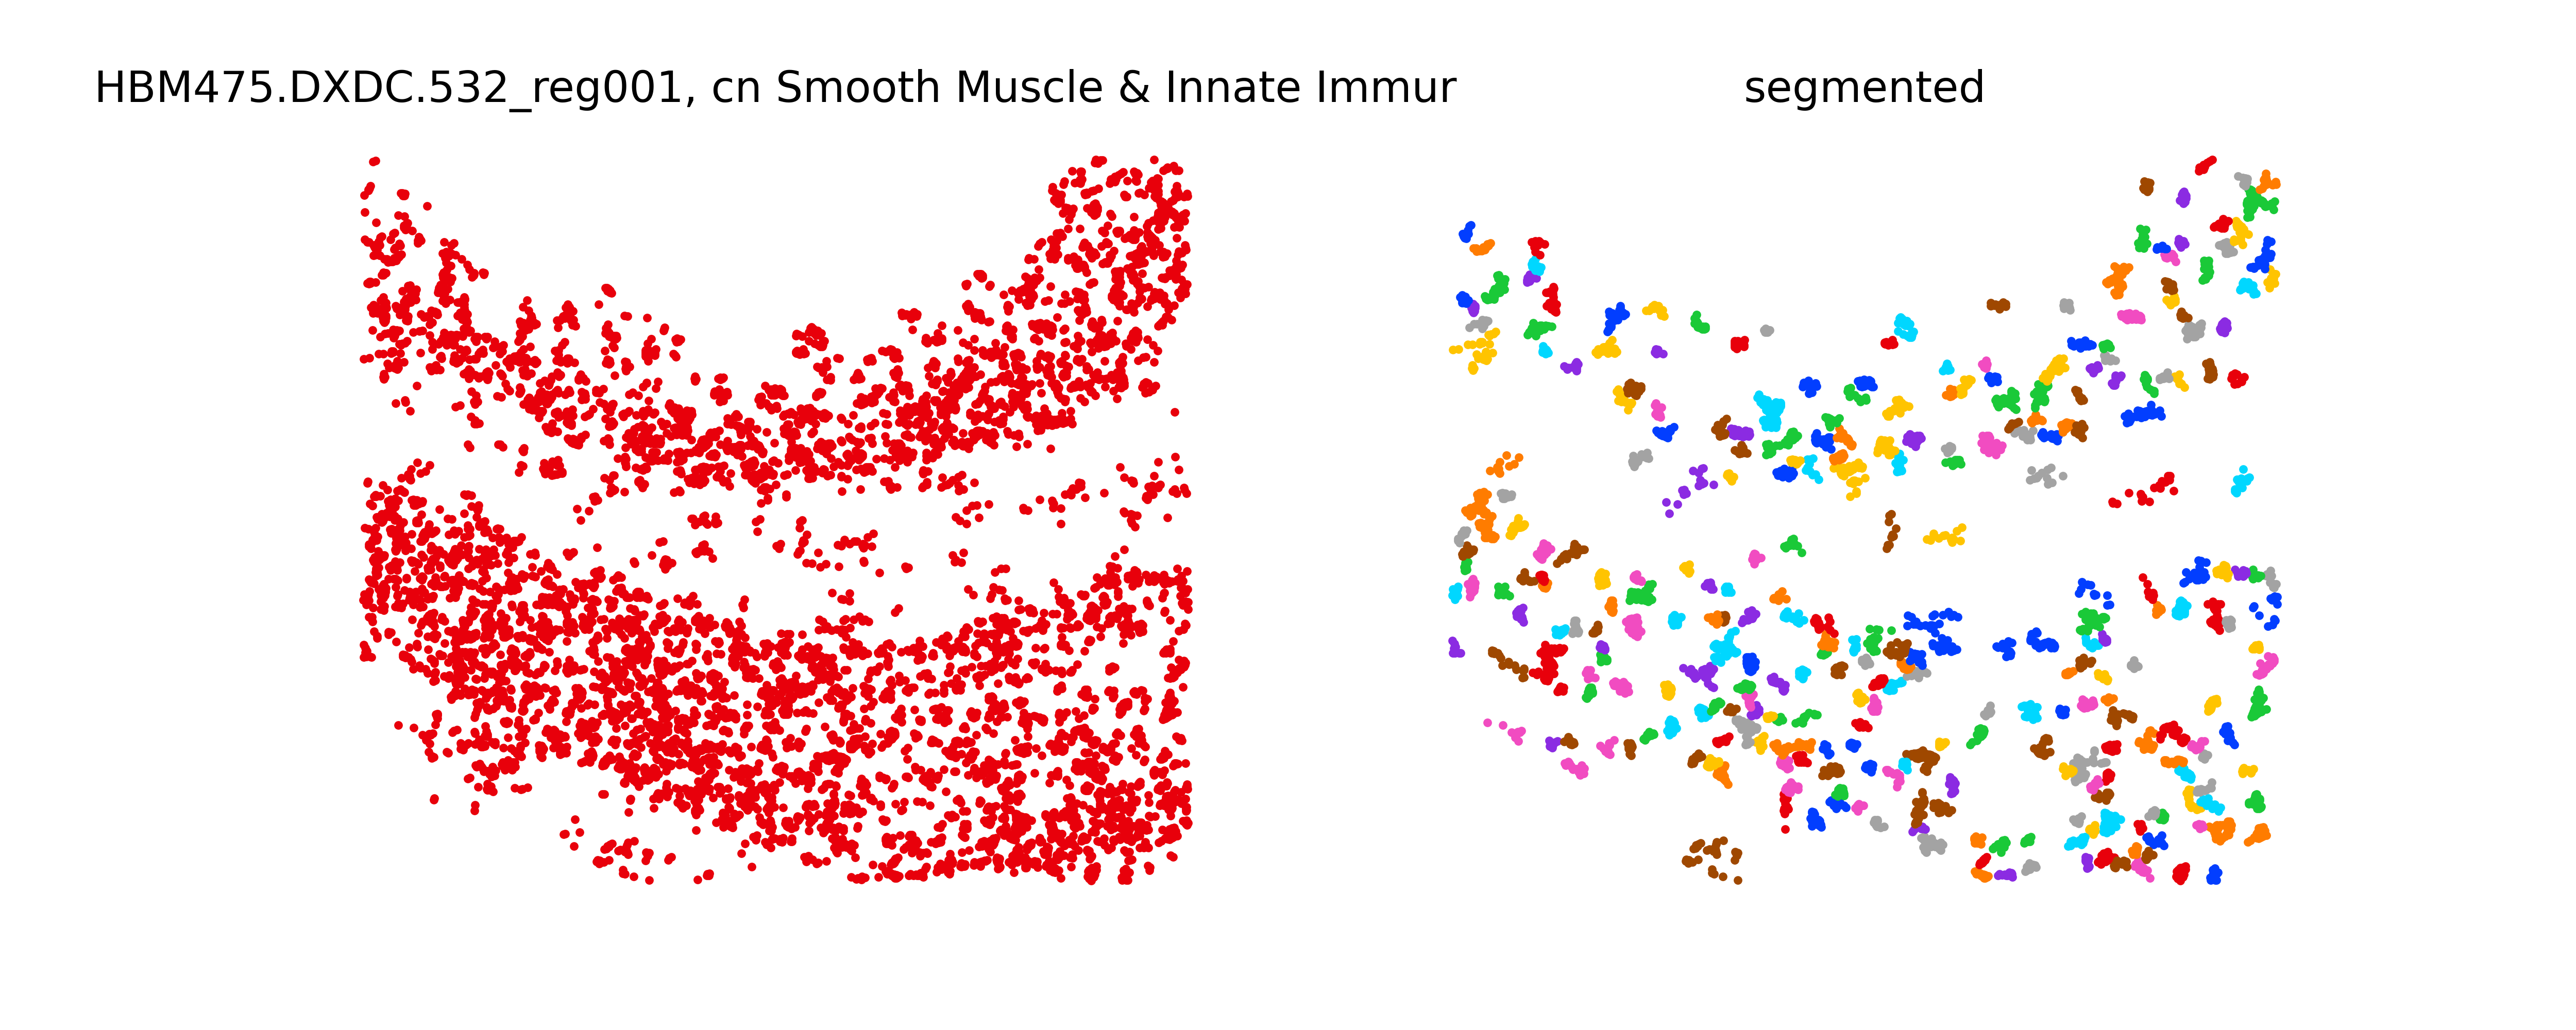 HBM475.DXDC.532_reg001, cn Smooth Muscle & Innate Immur
segmented